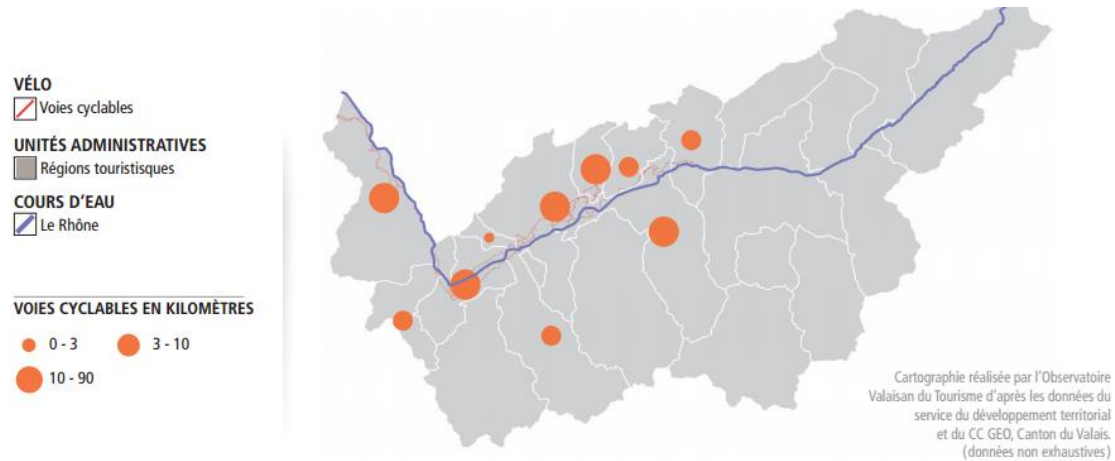 VÉLO
Voies cyclables
UNITÉS ADMINISTRATIVES
Régions touristiques
COURS D'EAU
Le Rhône
VOIES CYCLABLES EN KILOMÈTRES
0 - 3
3 - 10
10 - 90
Cartographie réalisée par l'Observatoire
Valaisan du Tourisme d'après les données du
service du développement territorial
et du CC GEO, Canton du Valais.
(données non exhaustives)